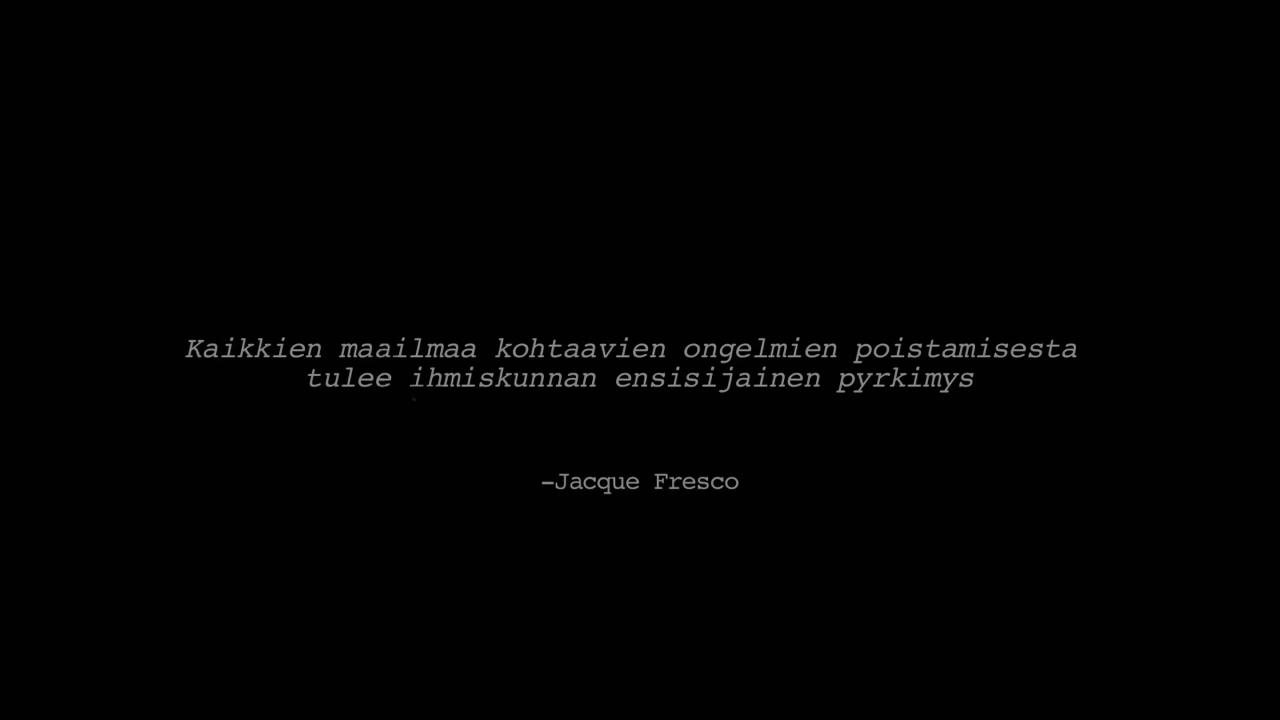 Kaikkien maailmaa kohtaavien ongelmien poistamisesta
tulee ihmiskunnan ensisijainen pyrkimys
–Jacque Fresco